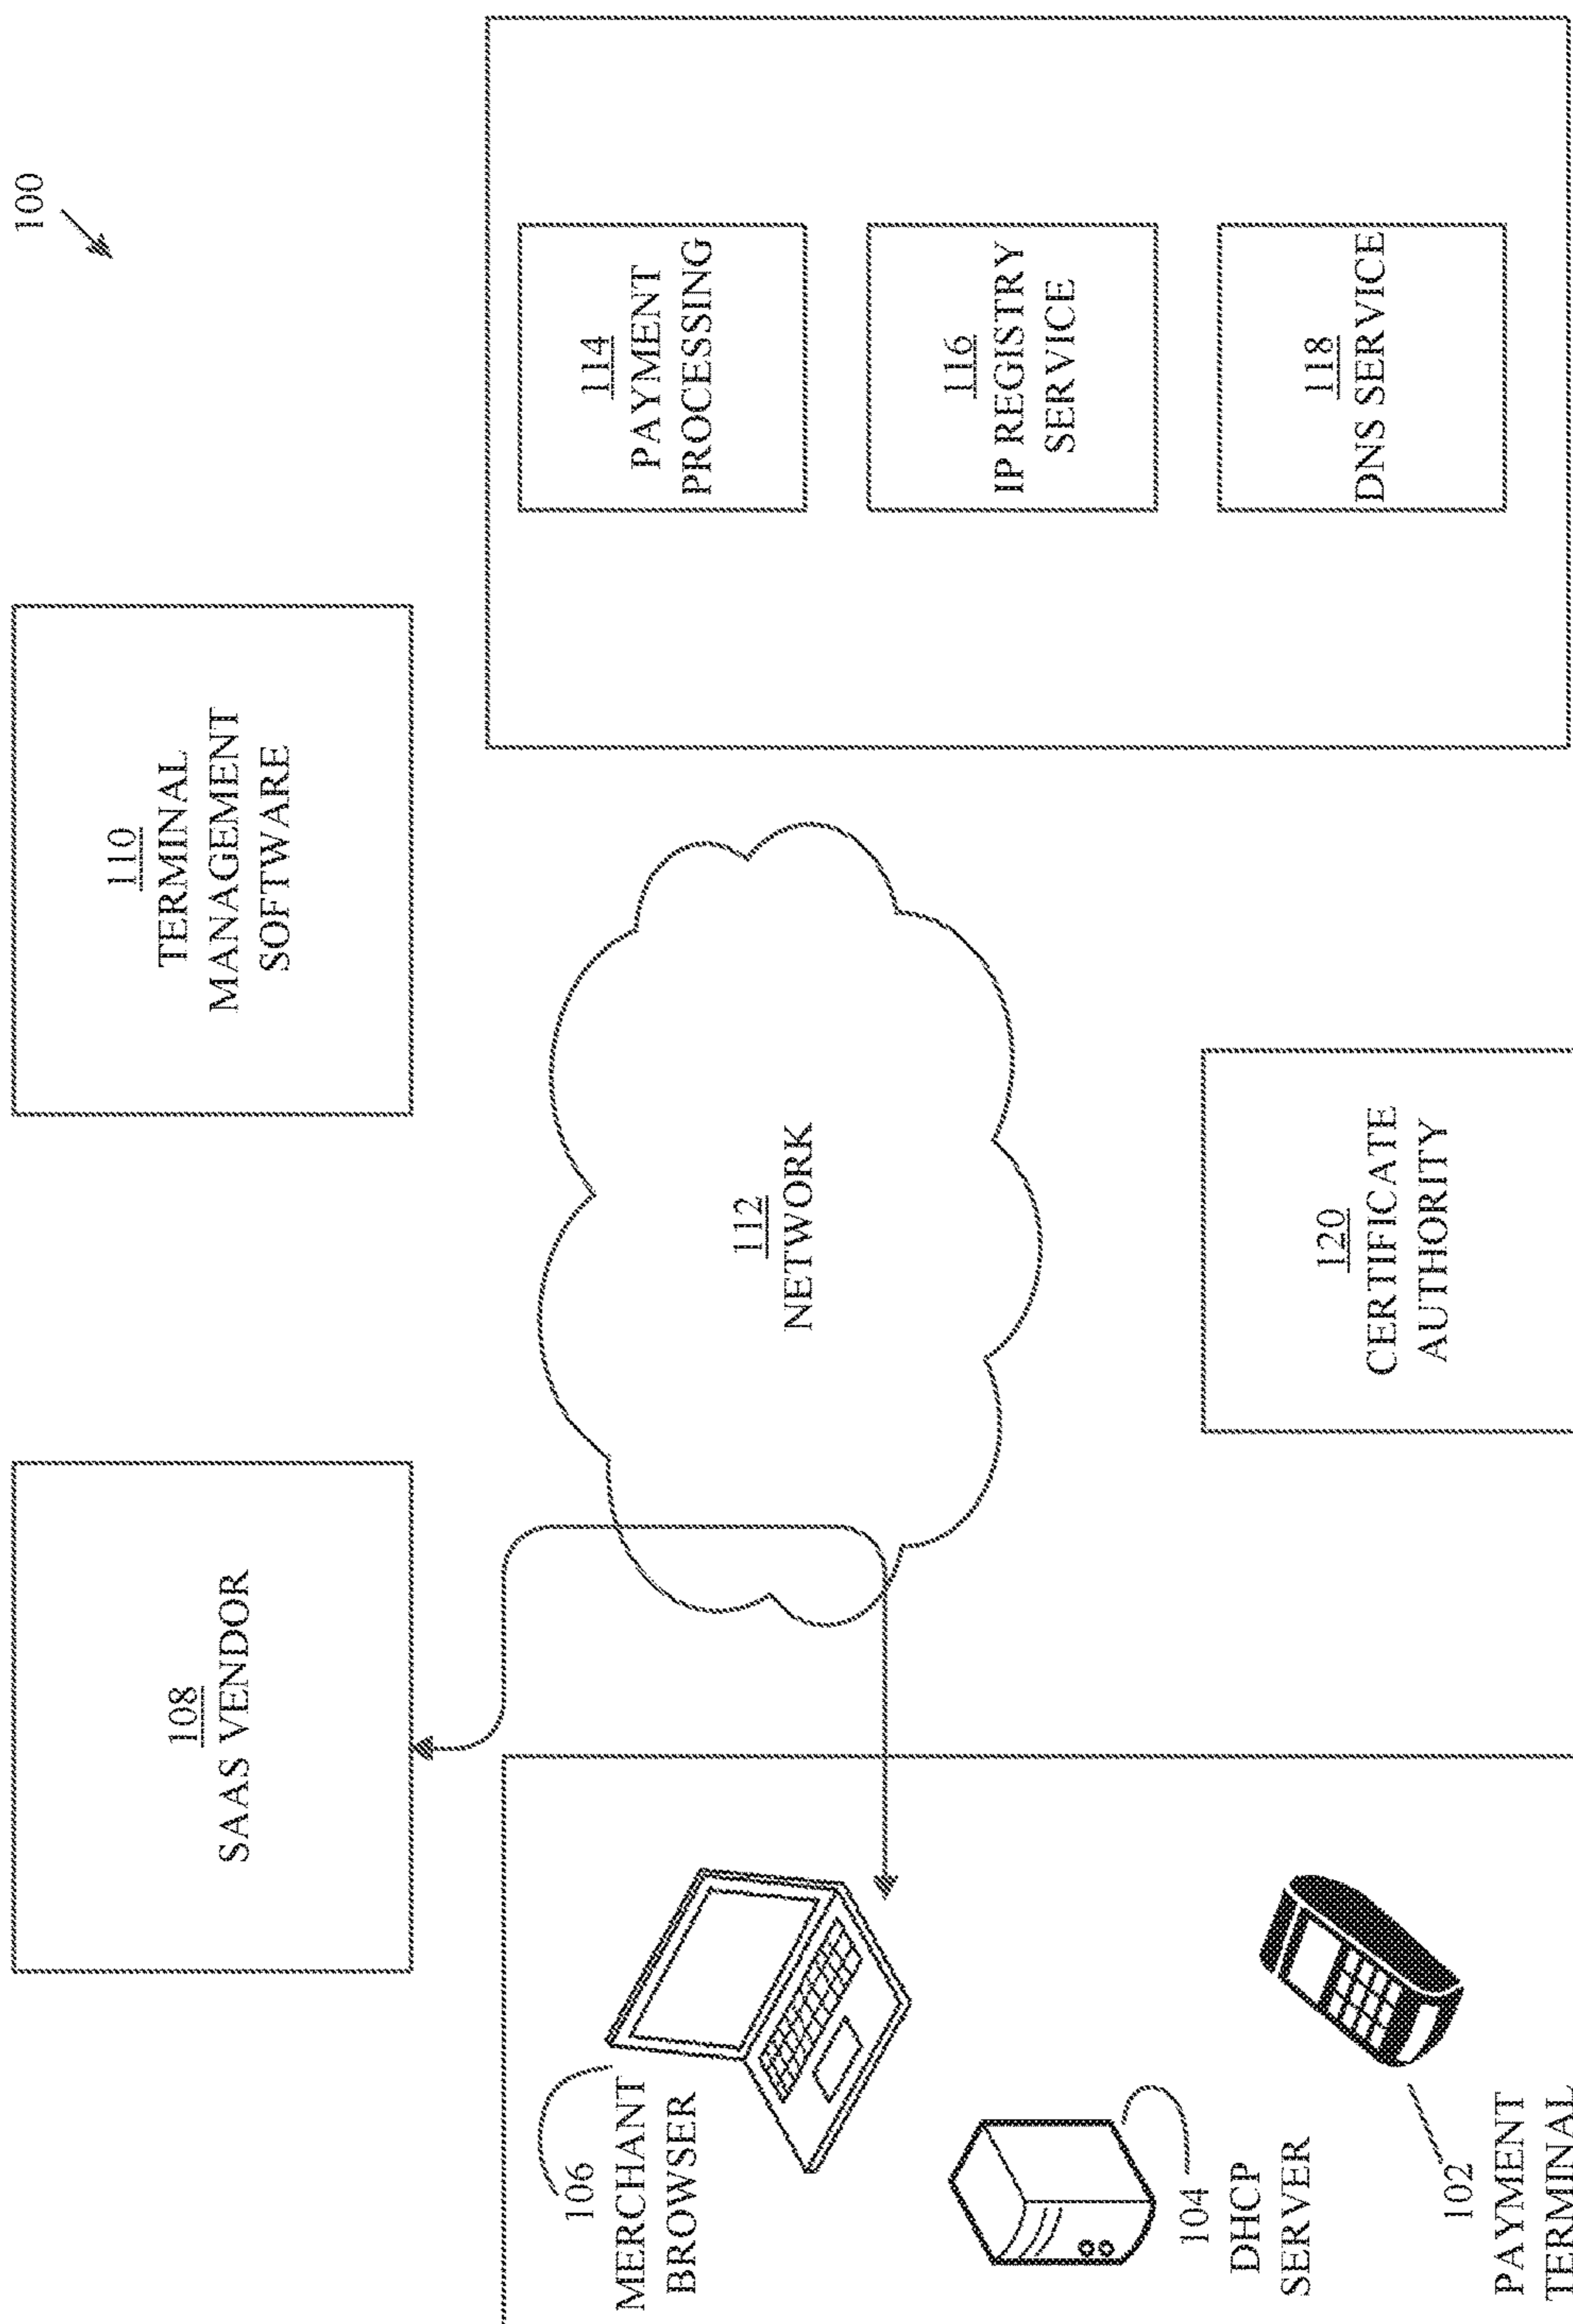 100
108
SAAS VENDOR
110
TERMINAL
MANAGEMENT
SOFTWARE
106
MERCHANT
BROWSER
112
NETWORK
114
PAYMENT
PROCESSING
104
DHCP
SERVER
116
IP REGISTRY
SERVICE
102
PAYMENT
TERMINAL
120
CERTIFICATE
AUTHORITY
118
DNS SERVICE